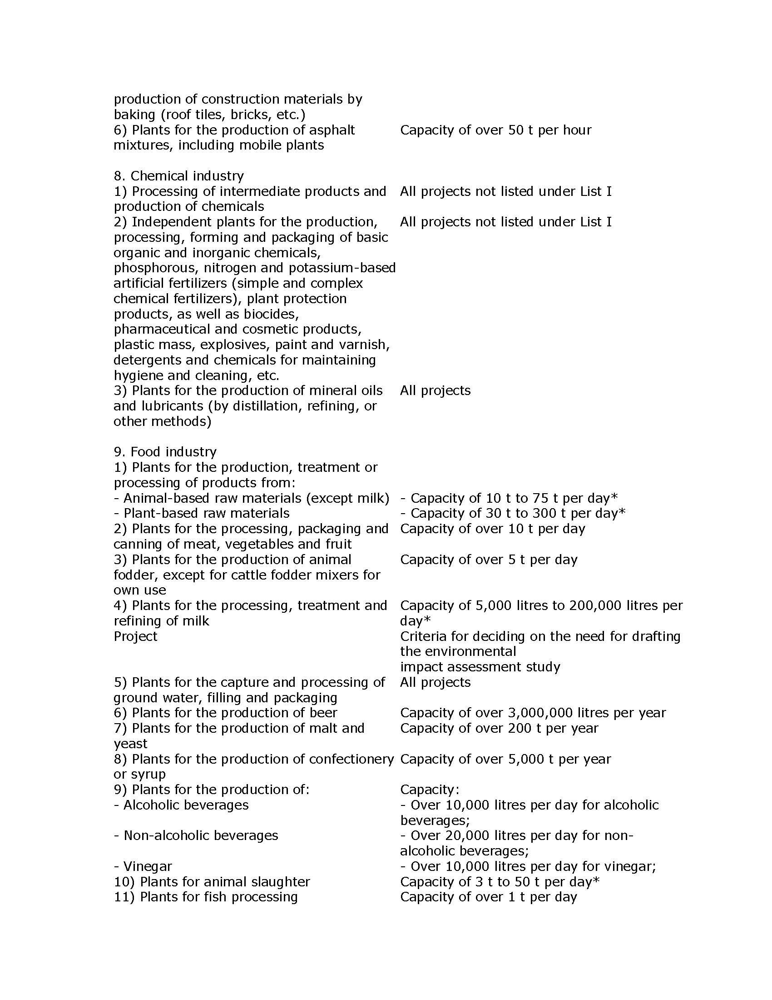 production of construction materials by
baking (roof tiles, bricks, etc.)
6) Plants for the production of asphalt Capacity of over 50 t per hour
mixtures, including mobile plants
8. Chemical industry
1) Processing of intermediate products and All projects not listed under List I
production of chemicals
2) Independent plants for the production, All projects not listed under List I
processing, forming and packaging of basic
organic and inorganic chemicals,
phosphorous, nitrogen and potassium-based
artificial fertilizers (simple and complex
chemical fertilizers), plant protection
products, as well as biocides,
pharmaceutical and cosmetic products,
plastic mass, explosives, paint and varnish,
detergents and chemicals for maintaining
hygiene and cleaning, etc.
3) Plants for the production of mineral oils All projects
and lubricants (by distillation, refining, or
other methods)
9. Food industry
1) Plants for the production, treatment or
processing of products from:
- Animal-based raw materials (except milk) - Capacity of 10 t to 75 t per day*
- Plant-based raw materials - Capacity of 30 t to 300 t per day*
2) Plants for the processing, packaging and Capacity of over 10 t per day
canning of meat, vegetables and fruit
3) Plants for the production of animal Capacity of over 5 t per day
fodder, except for cattle fodder mixers for
own use
4) Plants for the processing, treatment and Capacity of 5,000 litres to 200,000 litres per
refining of milk day*
Project Criteria for deciding on the need for drafting
the environmental
impact assessment study
5) Plants for the capture and processing of All projects
ground water, filling and packaging
6) Plants for the production of beer Capacity of over 3,000,000 litres per year
7) Plants for the production of malt and Capacity of over 200 t per year
yeast
8) Plants for the production of confectionery Capacity of over 5,000 t per year
or syrup
9) Plants for the production of: Capacity:
- Alcoholic beverages - Over 10,000 litres per day for alcoholic
beverages;
- Non-alcoholic beverages - Over 20,000 litres per day for non-
alcoholic beverages;
- Vinegar - Over 10,000 litres per day for vinegar;
10) Plants for animal slaughter Capacity of 3 t to 50 t per day*
11) Plants for fish processing Capacity of over 1 t per day